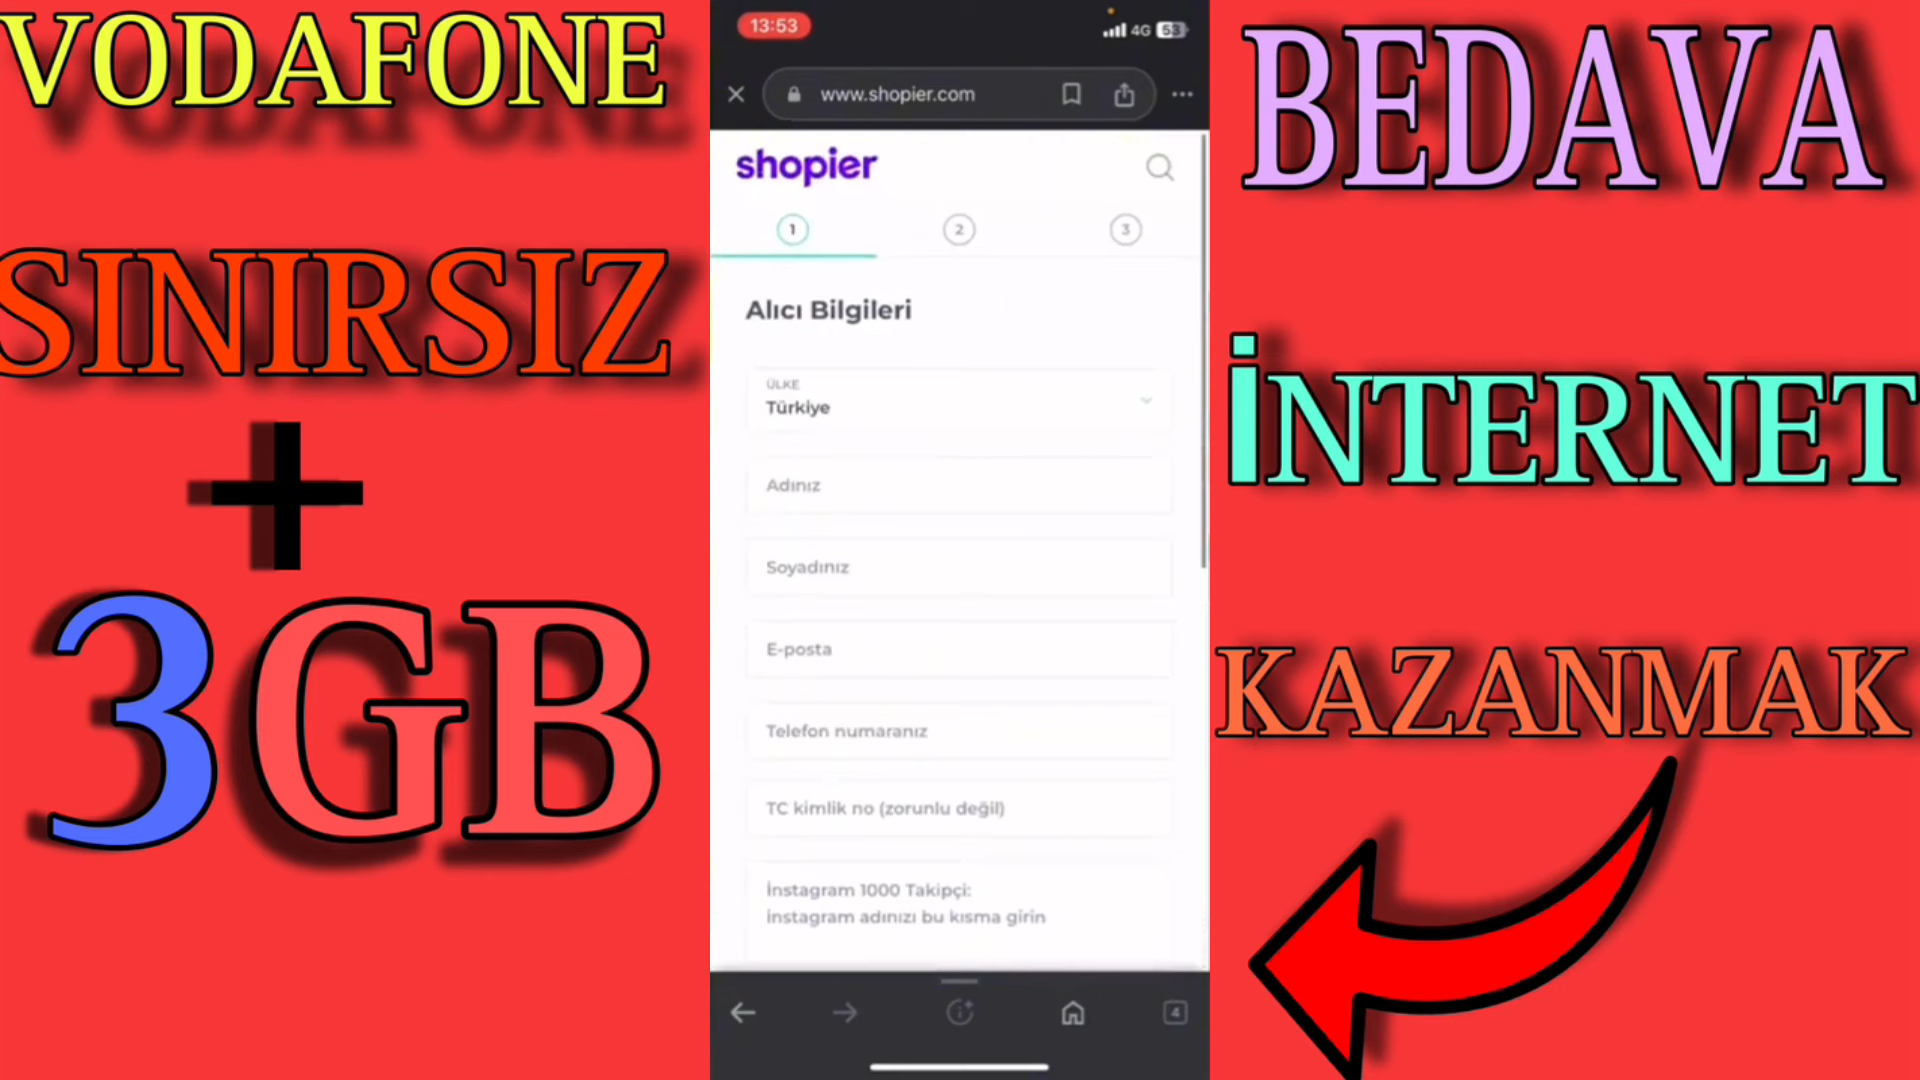 VODAFONE
SINIRSIZ
+
3GB
13:53
4G 53
www.shopier.com
shopier
1 2 3
Alıcı Bilgileri
ÜLKE
Türkiye
Adınız
Soyadınız
E-posta
Telefon numaranız
TC kimlik no (zorunlu değil)
İnstagram 1000 Takipçi:
instagram adınızı bu kısma girin
4
BEDAVA
İNTERNET
KAZANMAK